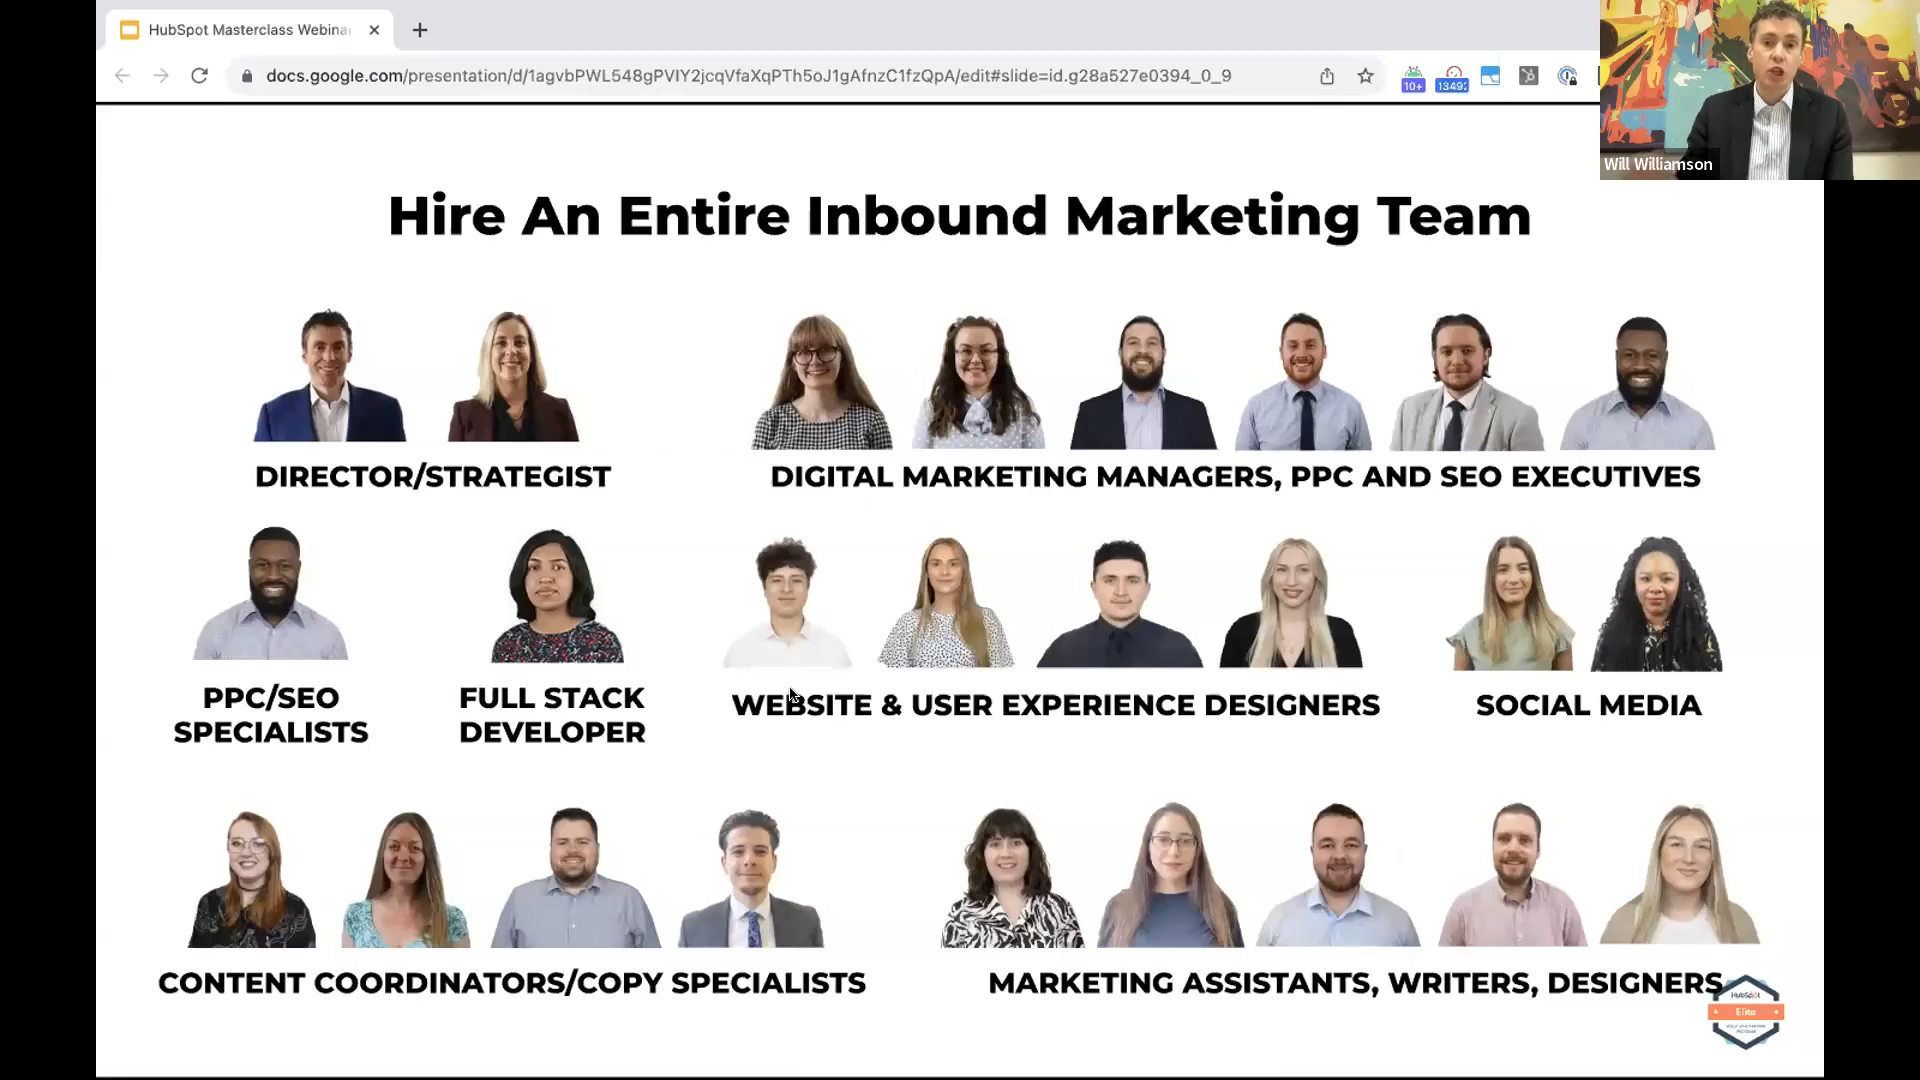 HubSpot Masterclass Webina
docs.google.com/presentation/d/1agvbPWL548gPVIY2jcqVfaXqPTh5oJ1gAfnzC1fzQpA/edit#slide=id.g28a527e0394_0_9
10+
13492
Will Williamson
Hire An Entire Inbound Marketing Team
DIRECTOR/STRATEGIST
DIGITAL MARKETING MANAGERS, PPC AND SEO EXECUTIVES
PPC/SEO
SPECIALISTS
FULL STACK
DEVELOPER
WEBSITE & USER EXPERIENCE DESIGNERS
SOCIAL MEDIA
CONTENT COORDINATORS/COPY SPECIALISTS
MARKETING ASSISTANTS, WRITERS, DESIGNERS
HubSpot
Elite